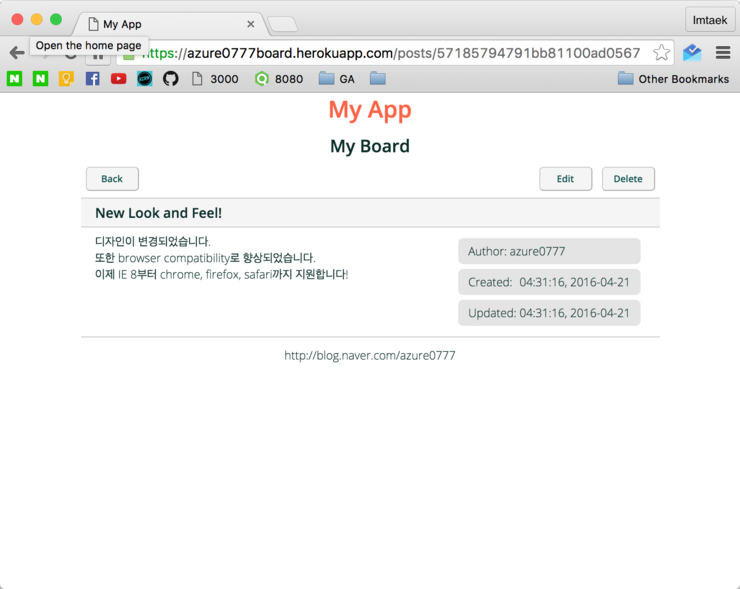 My App
Imtaek
Open the home page
https://azure0777board.herokuapp.com/posts/57185794791bb81100ad0567
3000
8080
GA
Other Bookmarks
My App
My Board
Back
Edit
Delete
New Look and Feel!
디자인이 변경되었습니다.
또한 browser compatibility로 향상되었습니다.
이제 IE 8부터 chrome, firefox, safari까지 지원합니다!
Author: azure0777
Created: 04:31:16, 2016-04-21
Updated: 04:31:16, 2016-04-21
http://blog.naver.com/azure0777